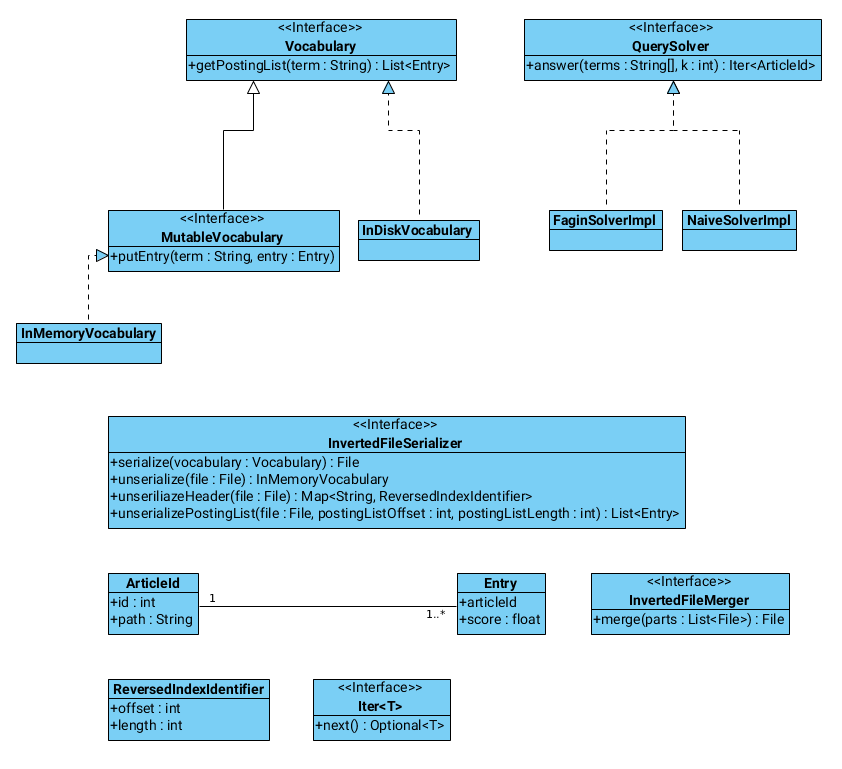 <<Interface>>
Vocabulary
+getPostingList(term : String) : List<Entry>
<<Interface>>
QuerySolver
+answer(terms : String[], k : int) : Iter<ArticleId>
<<Interface>>
MutableVocabulary
+putEntry(term : String, entry : Entry)
InDiskVocabulary
FaginSolverImpl
NaiveSolverImpl
InMemoryVocabulary
<<Interface>>
InvertedFileSerializer
+serialize(vocabulary : Vocabulary) : File
+unserialize(file : File) : InMemoryVocabulary
+unseriliazeHeader(file : File) : Map<String, ReversedIndexIdentifier>
+unserializePostingList(file : File, postingListOffset : int, postingListLength : int) : List<Entry>
ArticleId
+id : int
+path : String
1
1..*
Entry
+articleId
+score : float
<<Interface>>
InvertedFileMerger
+merge(parts : List<File>) : File
ReversedIndexIdentifier
+offset : int
+length : int
<<Interface>>
Iter<T>
+next() : Optional<T>